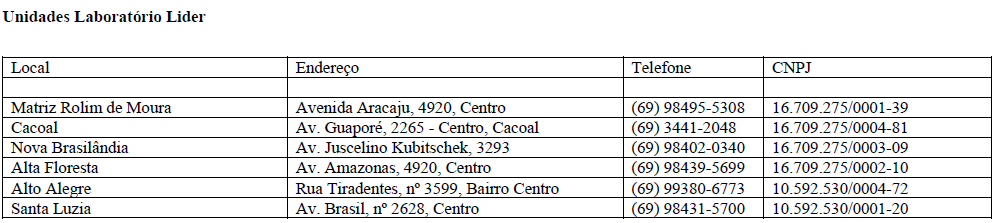 Unidades Laboratório Lider
Local Endereço Telefone CNPJ
Matriz Rolim de Moura Avenida Aracaju, 4920, Centro (69) 98495-5308 16.709.275/0001-39
Cacoal Av. Guaporé, 2265 - Centro, Cacoal (69) 3441-2048 16.709.275/0004-81
Nova Brasilândia Av. Juscelino Kubitschek, 3293 (69) 98402-0340 16.709.275/0003-09
Alta Floresta Av. Amazonas, 4920, Centro (69) 98439-5699 16.709.275/0002-10
Alto Alegre Rua Tiradentes, nº 3599, Bairro Centro (69) 99380-6773 10.592.530/0004-72
Santa Luzia Av. Brasil, nº 2628, Centro (69) 98431-5700 10.592.530/0001-20